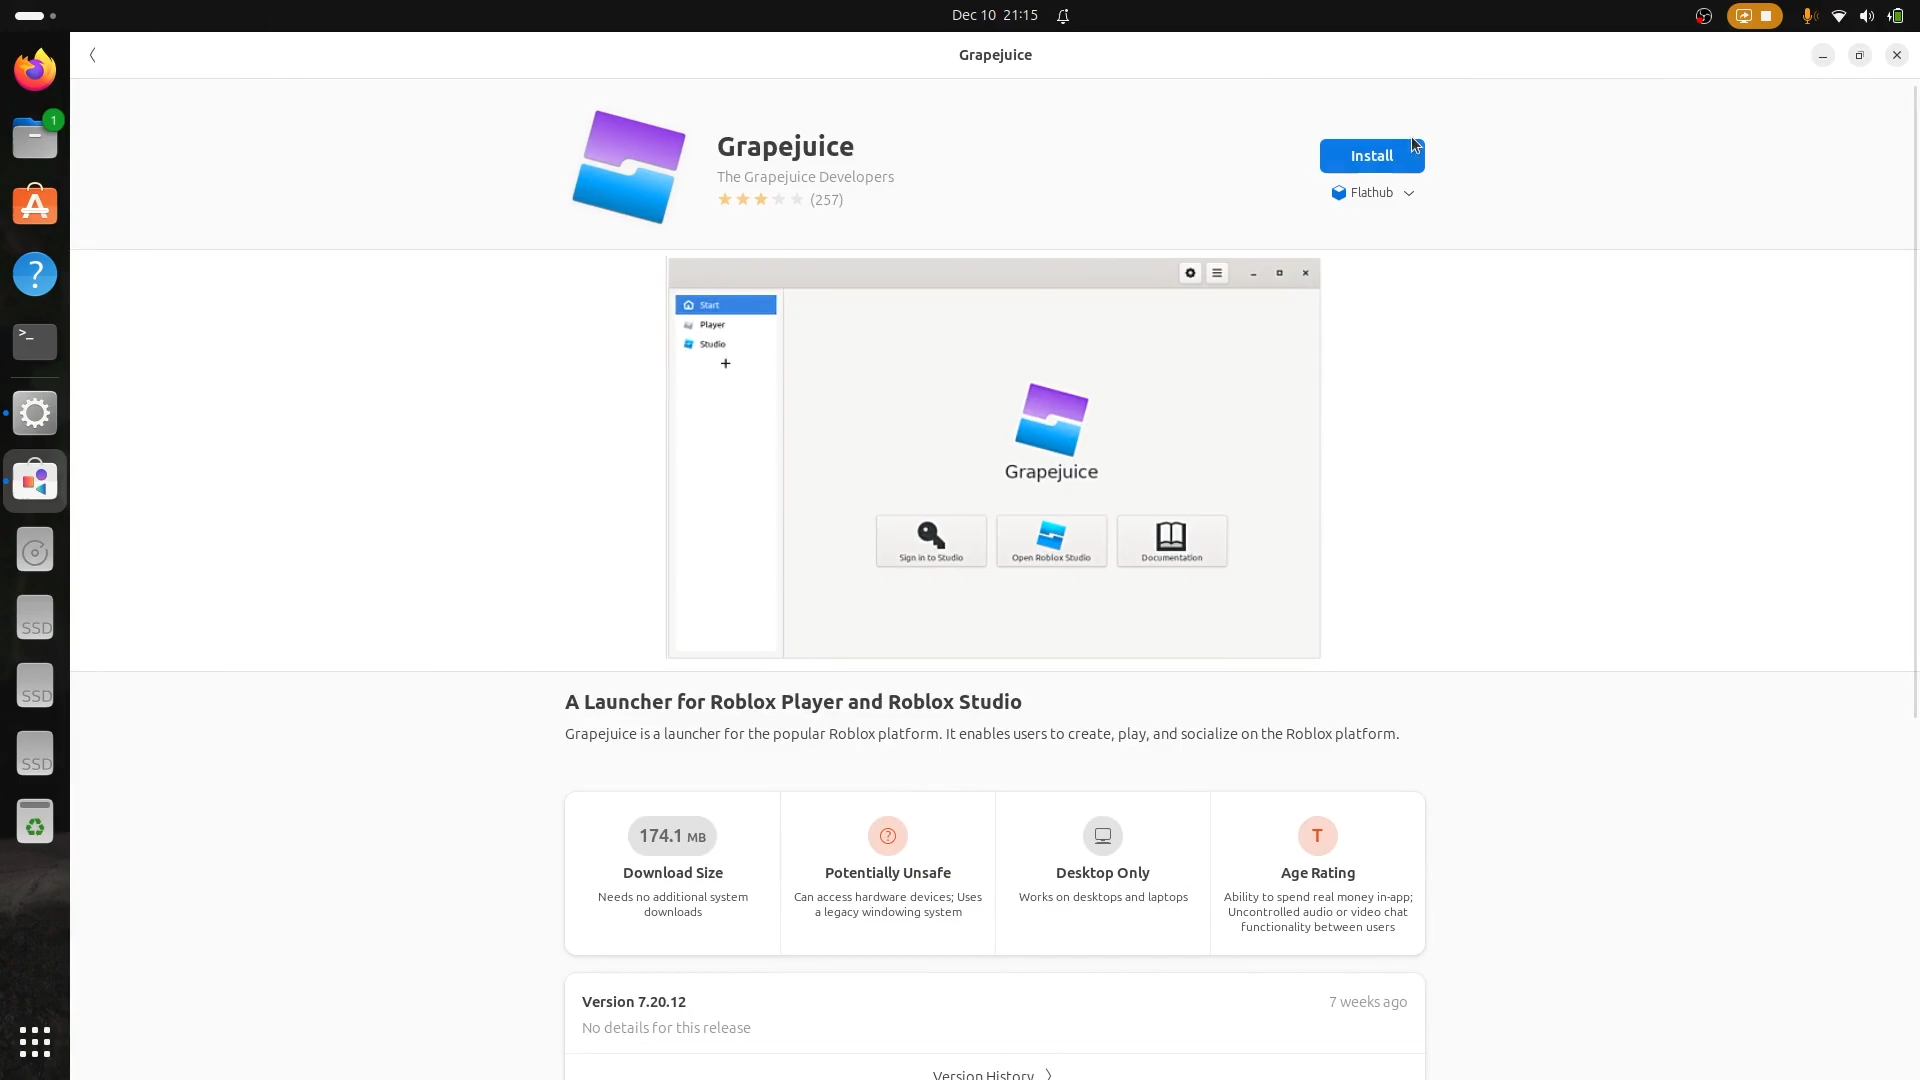 Dec 10 21:15
Grapejuice
1
Grapejuice
The Grapejuice Developers
(257)
Install
Flathub
Start
Player
Studio
Grapejuice
Sign in to Studio
Open Roblox Studio
Documentation
A Launcher for Roblox Player and Roblox Studio
Grapejuice is a launcher for the popular Roblox platform. It enables users to create, play, and socialize on the Roblox platform.
174.1 MB
Download Size
Needs no additional system
downloads
?
Potentially Unsafe
Can access hardware devices; Uses
a legacy windowing system
Desktop Only
Works on desktops and laptops
T
Age Rating
Ability to spend real money in-app;
Uncontrolled audio or video chat
functionality between users
Version 7.20.12
7 weeks ago
No details for this release
Version History
?
>_
SSD
SSD
SSD